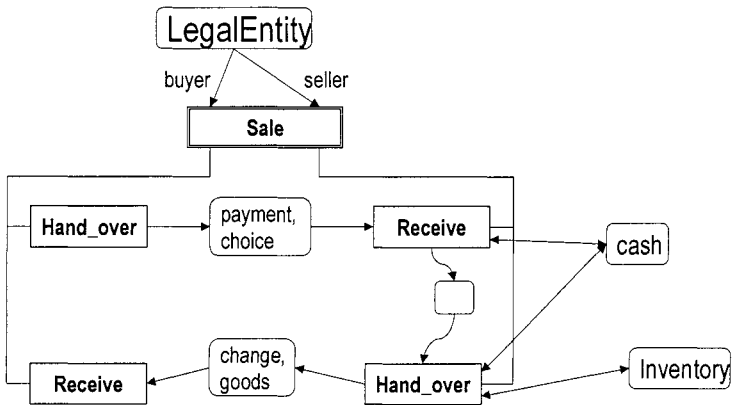 LegalEntity
buyer
seller
Sale
Hand_over
payment,
choice
Receive
cash
Receive
change,
goods
Hand_over
Inventory